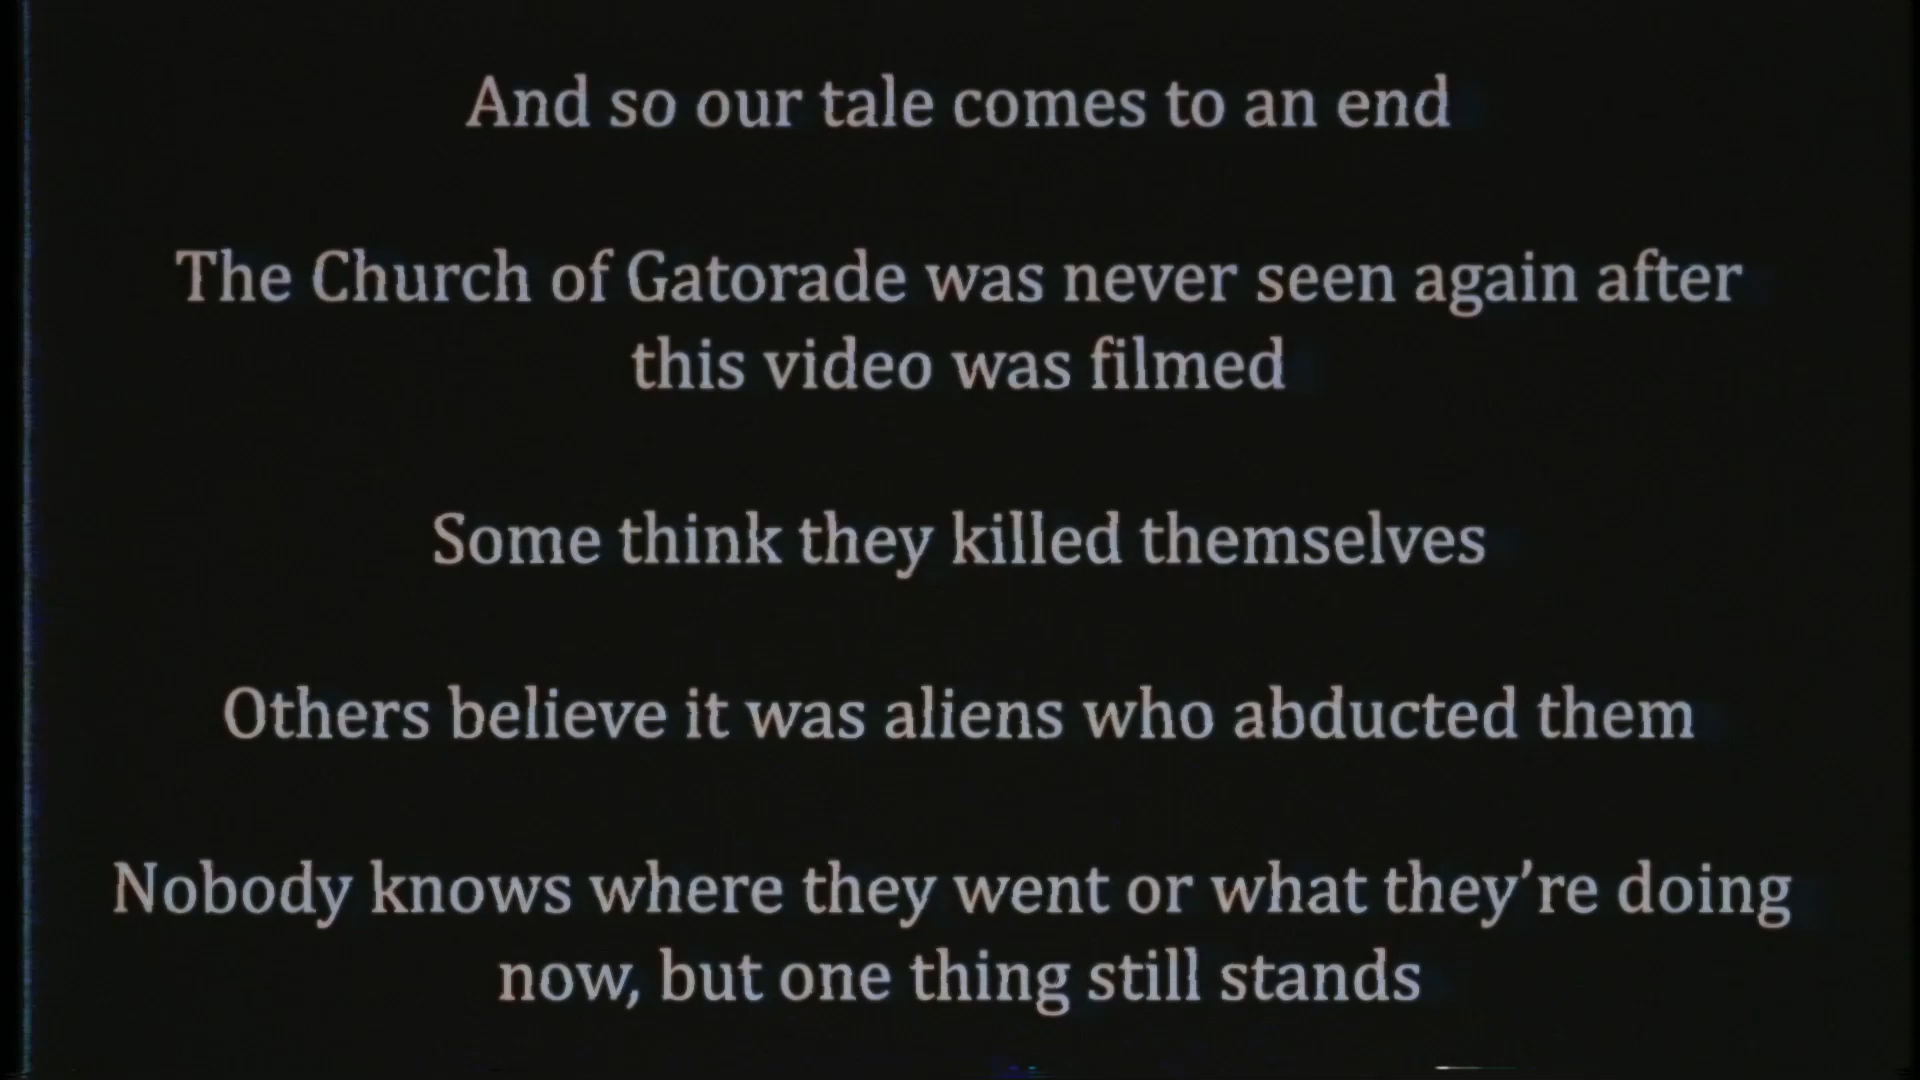 And so our tale comes to an end
The Church of Gatorade was never seen again after
this video was filmed
Some think they killed themselves
Others believe it was aliens who abducted them
Nobody knows where they went or what they’re doing
now, but one thing still stands